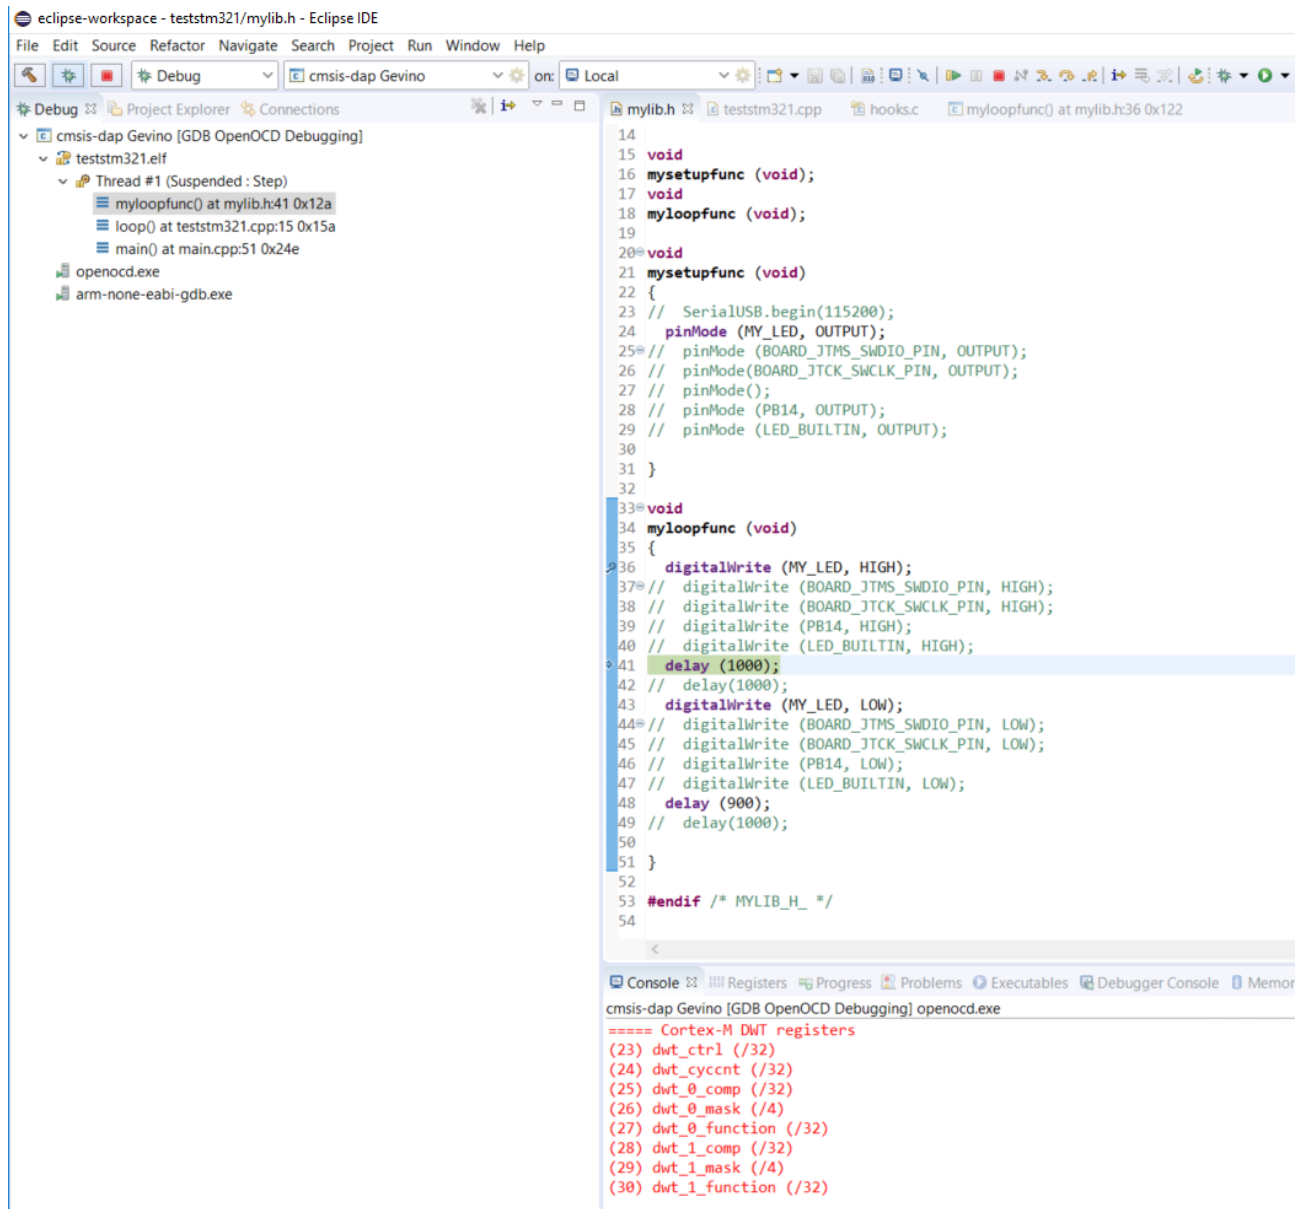 eclipse-workspace - teststm321/mylib.h - Eclipse IDE
File Edit Source Refactor Navigate Search Project Run Window Help
Debug cmsis-dap Gevino on: Local
Debug Project Explorer Connections
cmsis-dap Gevino [GDB OpenOCD Debugging]
teststm321.elf
Thread #1 (Suspended : Step)
myloopfunc() at mylib.h:41 0x12a
loop() at teststm321.cpp:15 0x15a
main() at main.cpp:51 0x24e
openocd.exe
arm-none-eabi-gdb.exe
mylib.h teststm321.cpp hooks.c myloopfunc() at mylib.h:36 0x122
14
15 void
16 mysetupfunc (void);
17 void
18 myloopfunc (void);
19
20 void
21 mysetupfunc (void)
22 {
23 //  SerialUSB.begin(115200);
24   pinMode (MY_LED, OUTPUT);
25 //  pinMode (BOARD_JTMS_SWDIO_PIN, OUTPUT);
26 //  pinMode(BOARD_JTCK_SWCLK_PIN, OUTPUT);
27 //  pinMode();
28 //  pinMode (PB14, OUTPUT);
29 //  pinMode (LED_BUILTIN, OUTPUT);
30
31 }
32
33 void
34 myloopfunc (void)
35 {
36   digitalWrite (MY_LED, HIGH);
37 //  digitalWrite (BOARD_JTMS_SWDIO_PIN, HIGH);
38 //  digitalWrite (BOARD_JTCK_SWCLK_PIN, HIGH);
39 //  digitalWrite (PB14, HIGH);
40 //  digitalWrite (LED_BUILTIN, HIGH);
41   delay (1000);
42 //  delay(1000);
43   digitalWrite (MY_LED, LOW);
44 //  digitalWrite (BOARD_JTMS_SWDIO_PIN, LOW);
45 //  digitalWrite (BOARD_JTCK_SWCLK_PIN, LOW);
46 //  digitalWrite (PB14, LOW);
47 //  digitalWrite (LED_BUILTIN, LOW);
48   delay (900);
49 //  delay(1000);
50
51 }
52
53 #endif /* MYLIB_H_ */
54
Console Registers Progress Problems Executables Debugger Console Memor
cmsis-dap Gevino [GDB OpenOCD Debugging] openocd.exe
===== Cortex-M DWT registers
(23) dwt_ctrl (/32)
(24) dwt_cyccnt (/32)
(25) dwt_0_comp (/32)
(26) dwt_0_mask (/4)
(27) dwt_0_function (/32)
(28) dwt_1_comp (/32)
(29) dwt_1_mask (/4)
(30) dwt_1_function (/32)